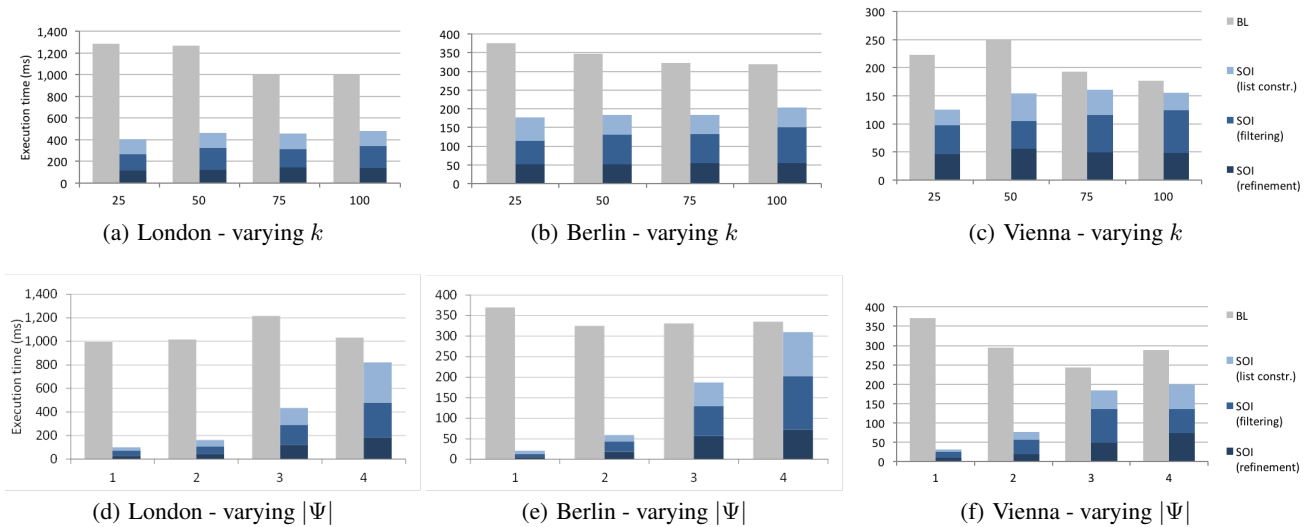 Execution time (ms)
1,400
1,200
1,000
800
600
400
200
0
25 50 75 100
(a) London - varying k
400
350
300
250
200
150
100
50
0
25 50 75 100
(b) Berlin - varying k
300
250
200
150
100
50
0
25 50 75 100
(c) Vienna - varying k
BL
SOI
(list constr.)
SOI
(filtering)
SOI
(refinement)
Execution time (ms)
1,400
1,200
1,000
800
600
400
200
0
1 2 3 4
(d) London - varying |Ψ|
400
350
300
250
200
150
100
50
0
1 2 3 4
(e) Berlin - varying |Ψ|
400
350
300
250
200
150
100
50
0
1 2 3 4
(f) Vienna - varying |Ψ|
BL
SOI
(list constr.)
SOI
(filtering)
SOI
(refinement)